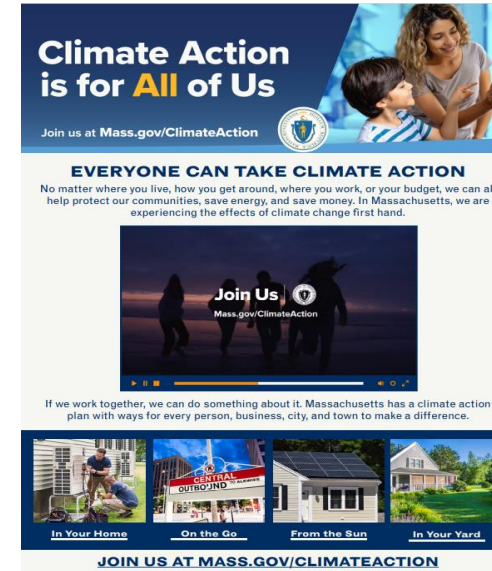 Climate Action
is for All of Us
Join us at Mass.gov/ClimateAction
EVERYONE CAN TAKE CLIMATE ACTION
No matter where you live, how you get around, where you work, or your budget, we can al
help protect our communities, save energy, and save money. In Massachusetts, we are
experiencing the effects of climate change first hand.
Join Us
Mass.gov/ClimateAction
If we work together, we can do something about it. Massachusetts has a climate action
plan with ways for every person, business, city, and town to make a difference.
CENTRAL
OUTBOUND TO ALEWIFE
In Your Home
On the Go
From the Sun
In Your Yard
JOIN US AT MASS.GOV/CLIMATEACTION